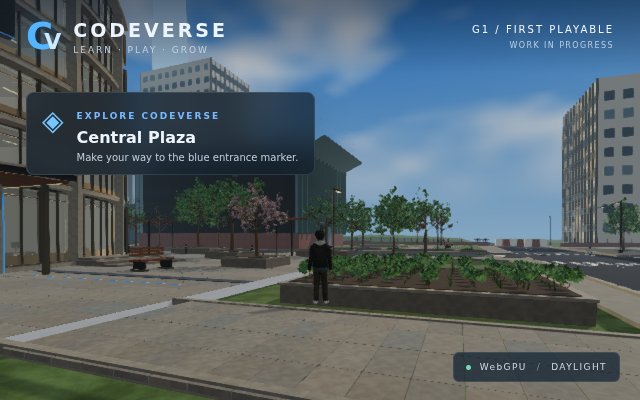 CV CODEVERSE
LEARN · PLAY · GROW
G1 / FIRST PLAYABLE
WORK IN PROGRESS
EXPLORE CODEVERSE
Central Plaza
Make your way to the blue entrance marker.
WebGPU / DAYLIGHT